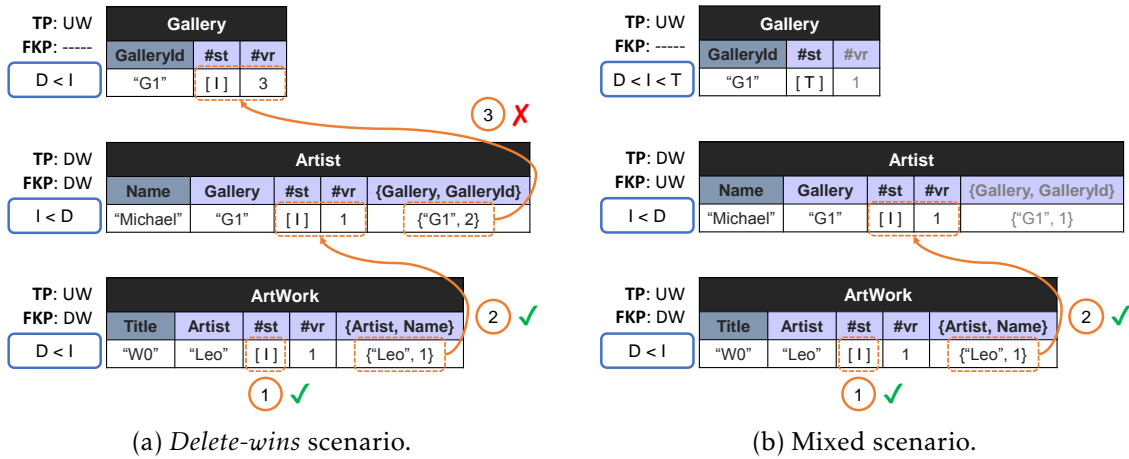 TP: UW
FKP: -----
D < I
Gallery
GalleryId #st #vr
“G1” [ I ] 3
3 ✗
TP: DW
FKP: DW
I < D
Artist
Name Gallery #st #vr {Gallery, GalleryId}
“Michael” “G1” [ I ] 1 {“G1”, 2}
TP: UW
FKP: DW
D < I
ArtWork
Title Artist #st #vr {Artist, Name}
“W0” “Leo” [ I ] 1 {“Leo”, 1}
2 ✓
1 ✓
(a) Delete-wins scenario.
TP: UW
FKP: -----
D < I < T
Gallery
GalleryId #st #vr
“G1” [ T ] 1
TP: DW
FKP: UW
I < D
Artist
Name Gallery #st #vr {Gallery, GalleryId}
“Michael” “G1” [ I ] 1 {“G1”, 1}
TP: UW
FKP: DW
D < I
ArtWork
Title Artist #st #vr {Artist, Name}
“W0” “Leo” [ I ] 1 {“Leo”, 1}
2 ✓
1 ✓
(b) Mixed scenario.